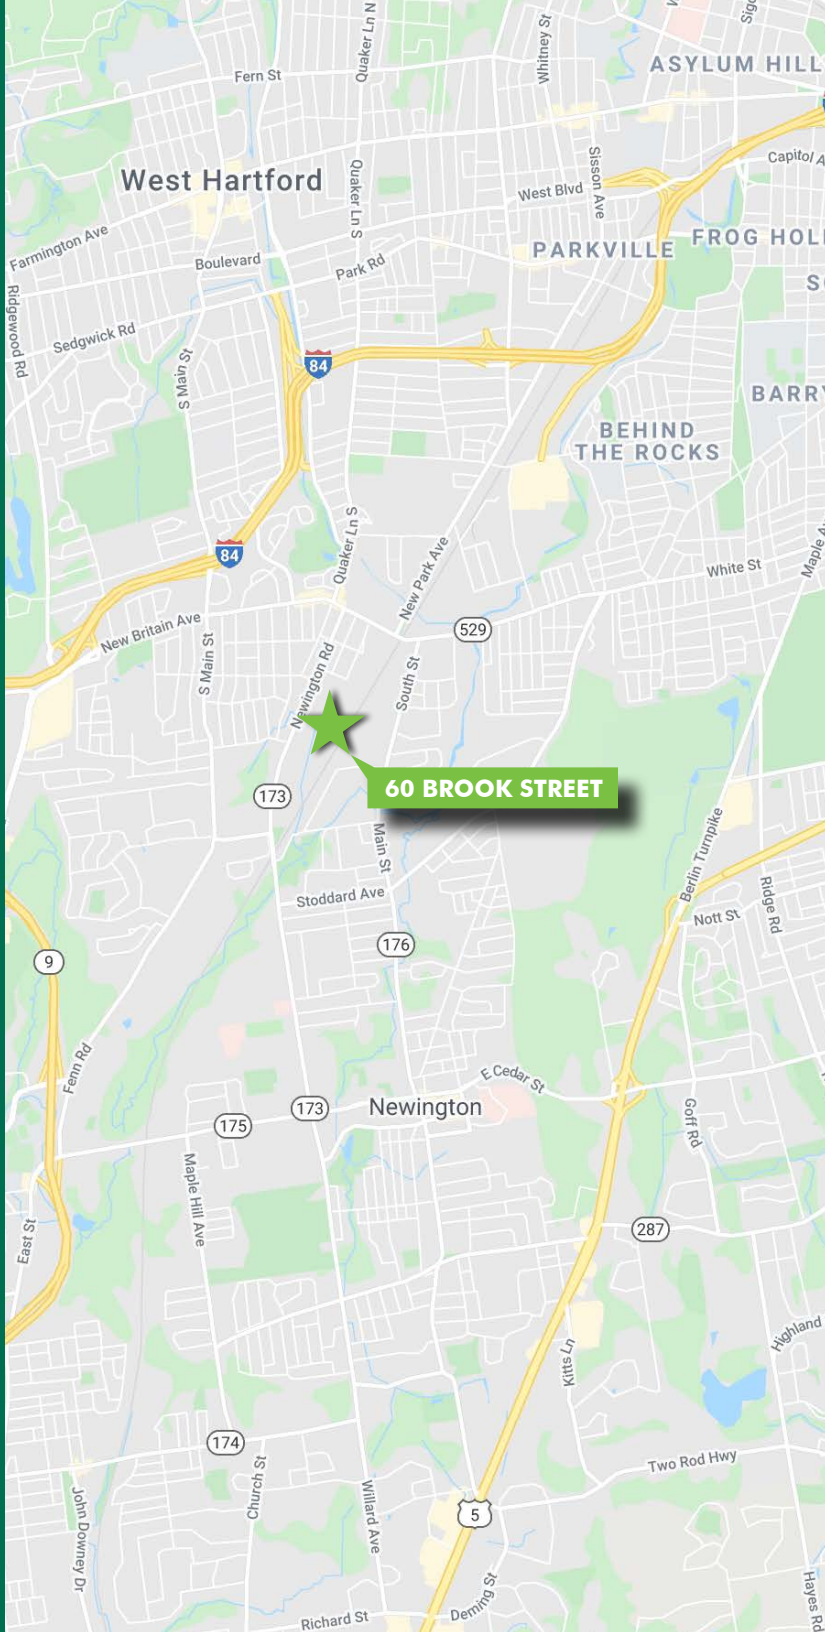 Quaker Ln N
Whitney St
ASYLUM HILL
Fern St
Capitol A
Sisson Ave
West Hartford
Quaker Ln S
West Blvd
FROG HOL
Farmington Ave
PARKVILLE
Boulevard
Park Rd
Ridgewood Rd
Sedgwick Rd
S Main St
84
BARRY
BEHIND
THE ROCKS
Quaker Ln S
84
New Park Ave
Maple A
White St
New Britain Ave
529
S Main St
Newington Rd
South St
60 BROOK STREET
173
Main St
Berlin Turnpike
Stoddard Ave
Ridge Rd
Nott St
176
9
Fenn Rd
E Cedar St
173
Newington
175
Goff Rd
Maple Hill Ave
East St
287
Highland
Kitts Ln
174
Two Rod Hwy
Church St
Willard Ave
John Downey Dr
5
Deming St
Hayes Rd
Richard St